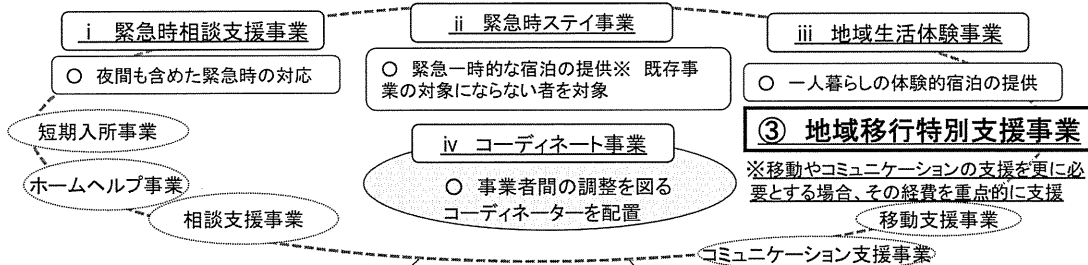 i 緊急時相談支援事業
○ 夜間も含めた緊急時の対応
ii 緊急時ステイ事業
○ 緊急一時的な宿泊の提供※ 既存事
業の対象にならない者を対象
iii 地域生活体験事業
○ 一人暮らしの体験的宿泊の提供
③ 地域移行特別支援事業
※移動やコミュニケーションの支援を更に必
要とする場合、その経費を重点的に支援
iv コーディネート事業
○ 事業者間の調整を図る
コーディネーターを配置
短期入所事業
ホームヘルプ事業
相談支援事業
移動支援事業
コミュニケーション支援事業